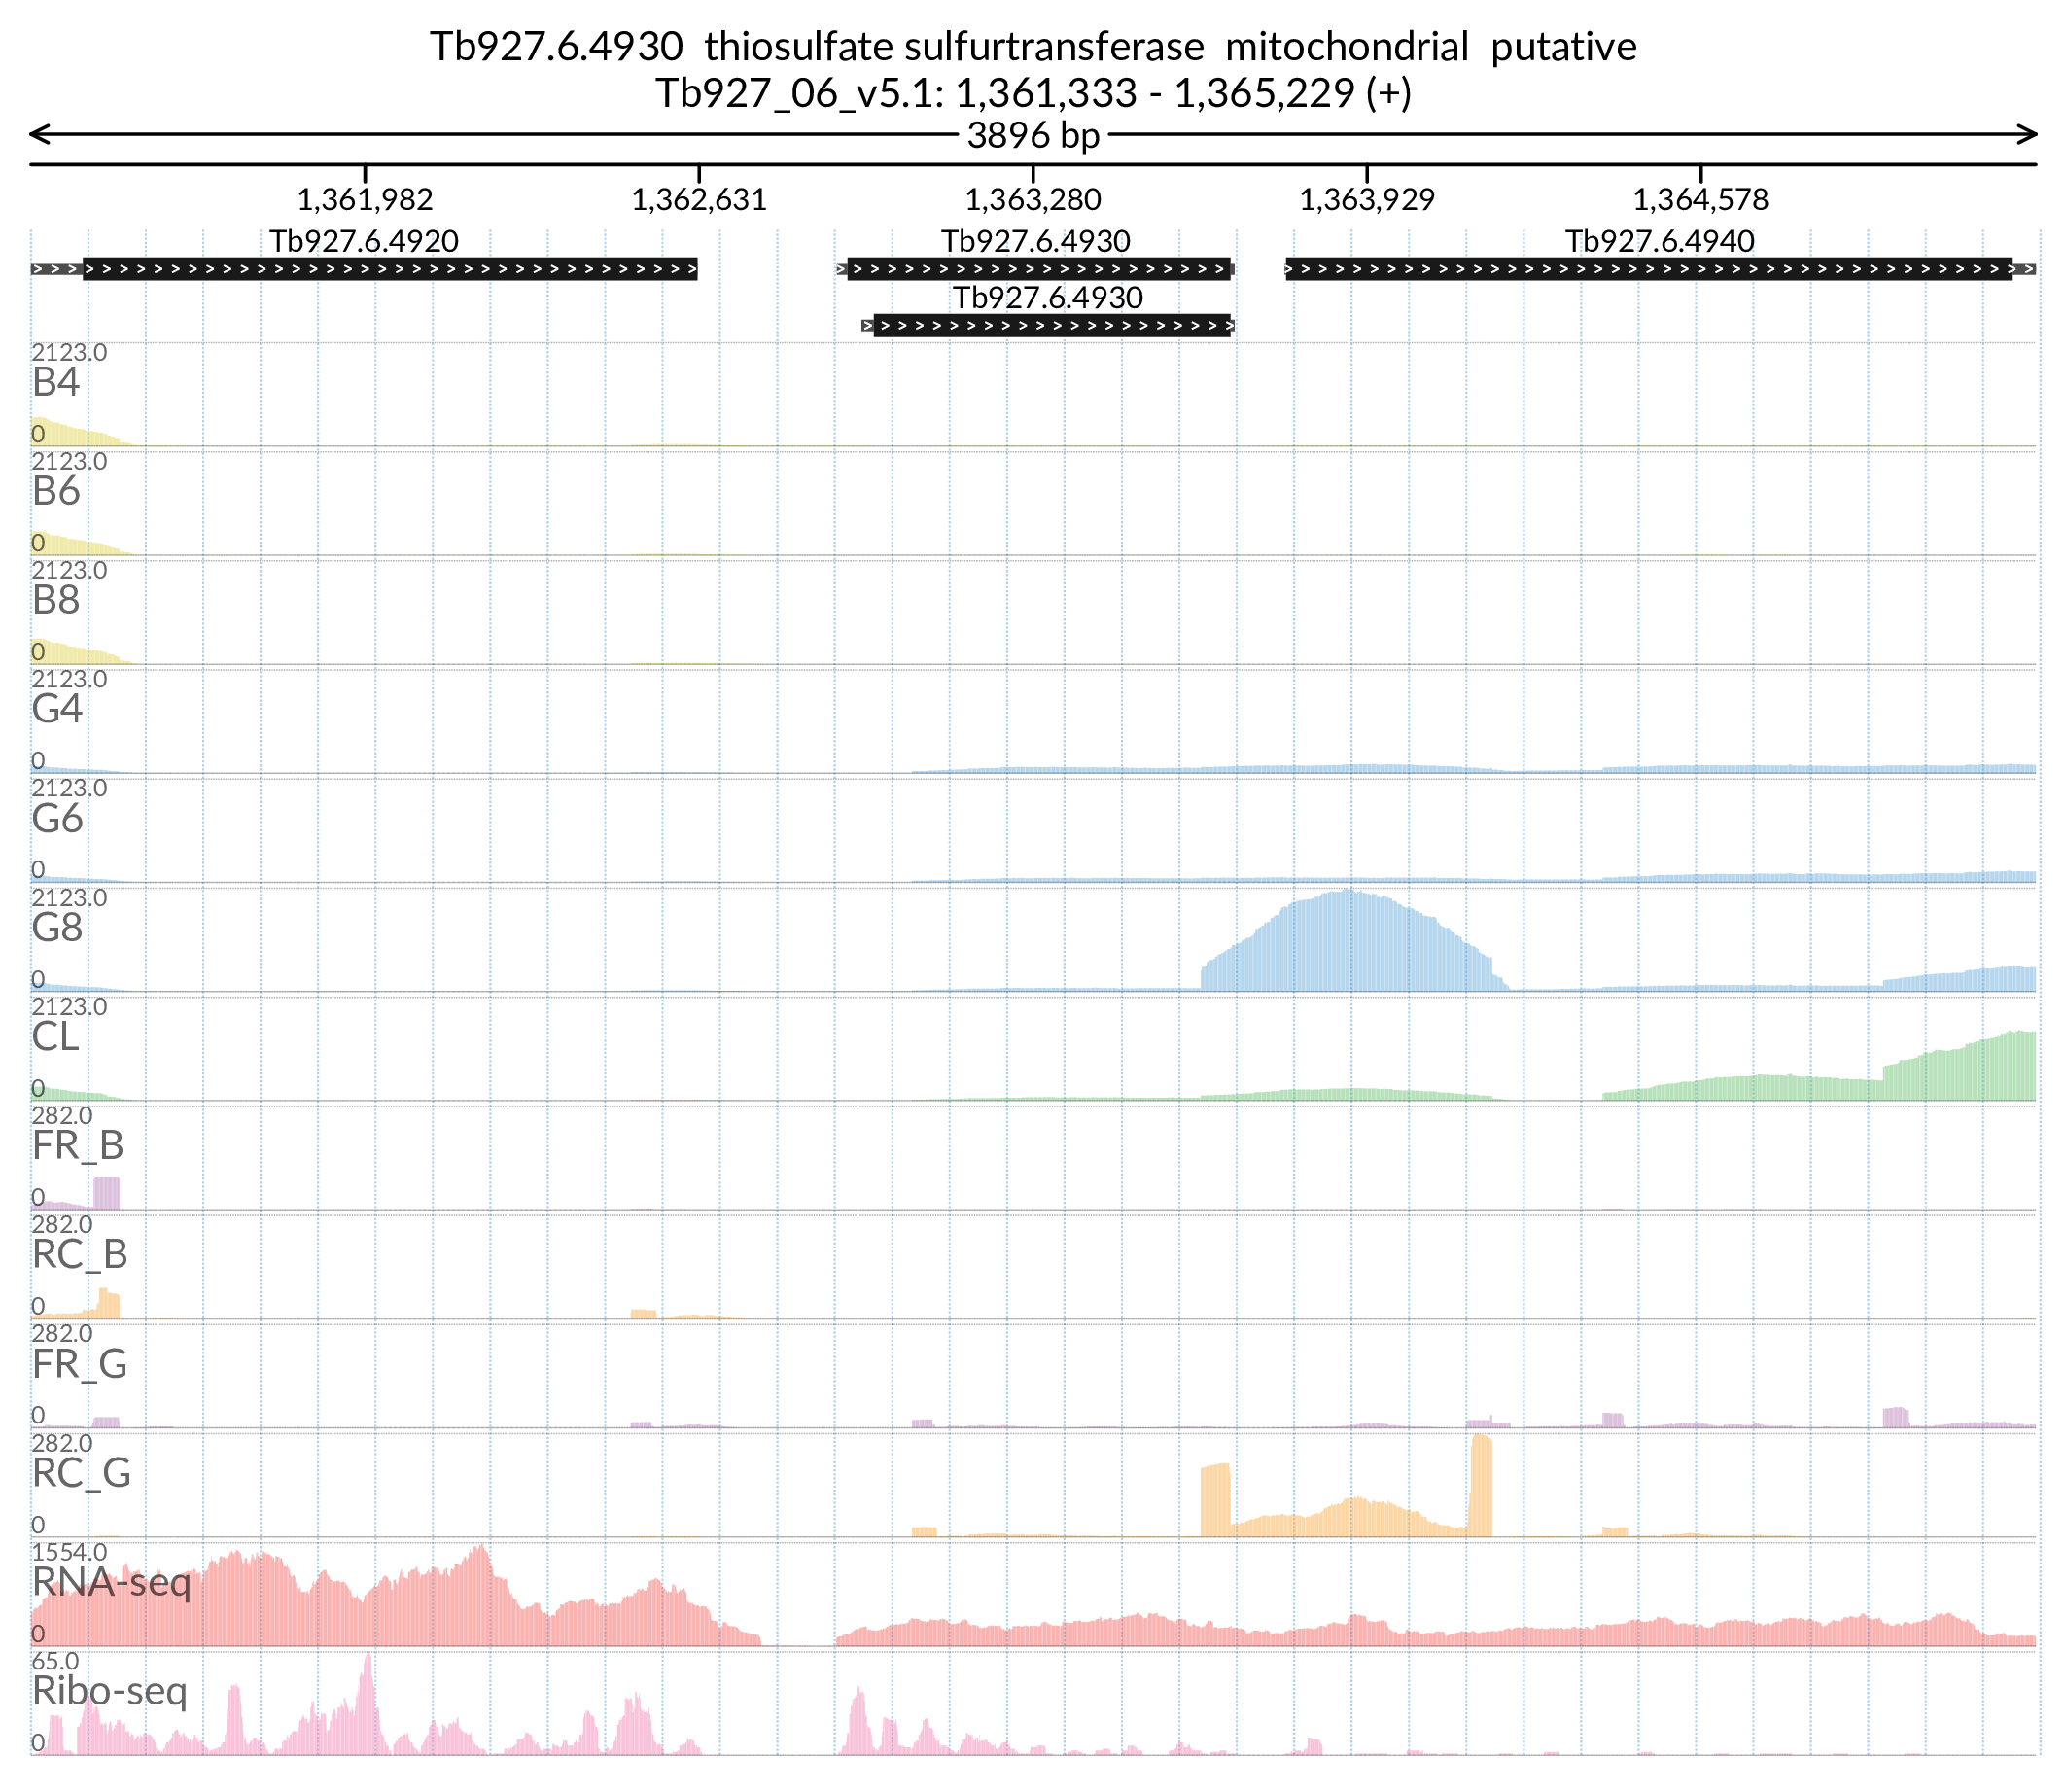 Tb927.6.4930 thiosulfate sulfurtransferase mitochondrial putative
Tb927_06_v5.1: 1,361,333 - 1,365,229 (+)
3896 bp
1,361,982 1,362,631 1,363,280 1,363,929 1,364,578
Tb927.6.4920 Tb927.6.4930 Tb927.6.4940
Tb927.6.4930
2123.0
B4
0
2123.0
B6
0
2123.0
B8
0
2123.0
G4
0
2123.0
G6
0
2123.0
G8
0
2123.0
CL
0
282.0
FR_B
0
282.0
RC_B
0
282.0
FR_G
0
282.0
RC_G
0
1554.0
RNA-seq
0
65.0
Ribo-seq
0